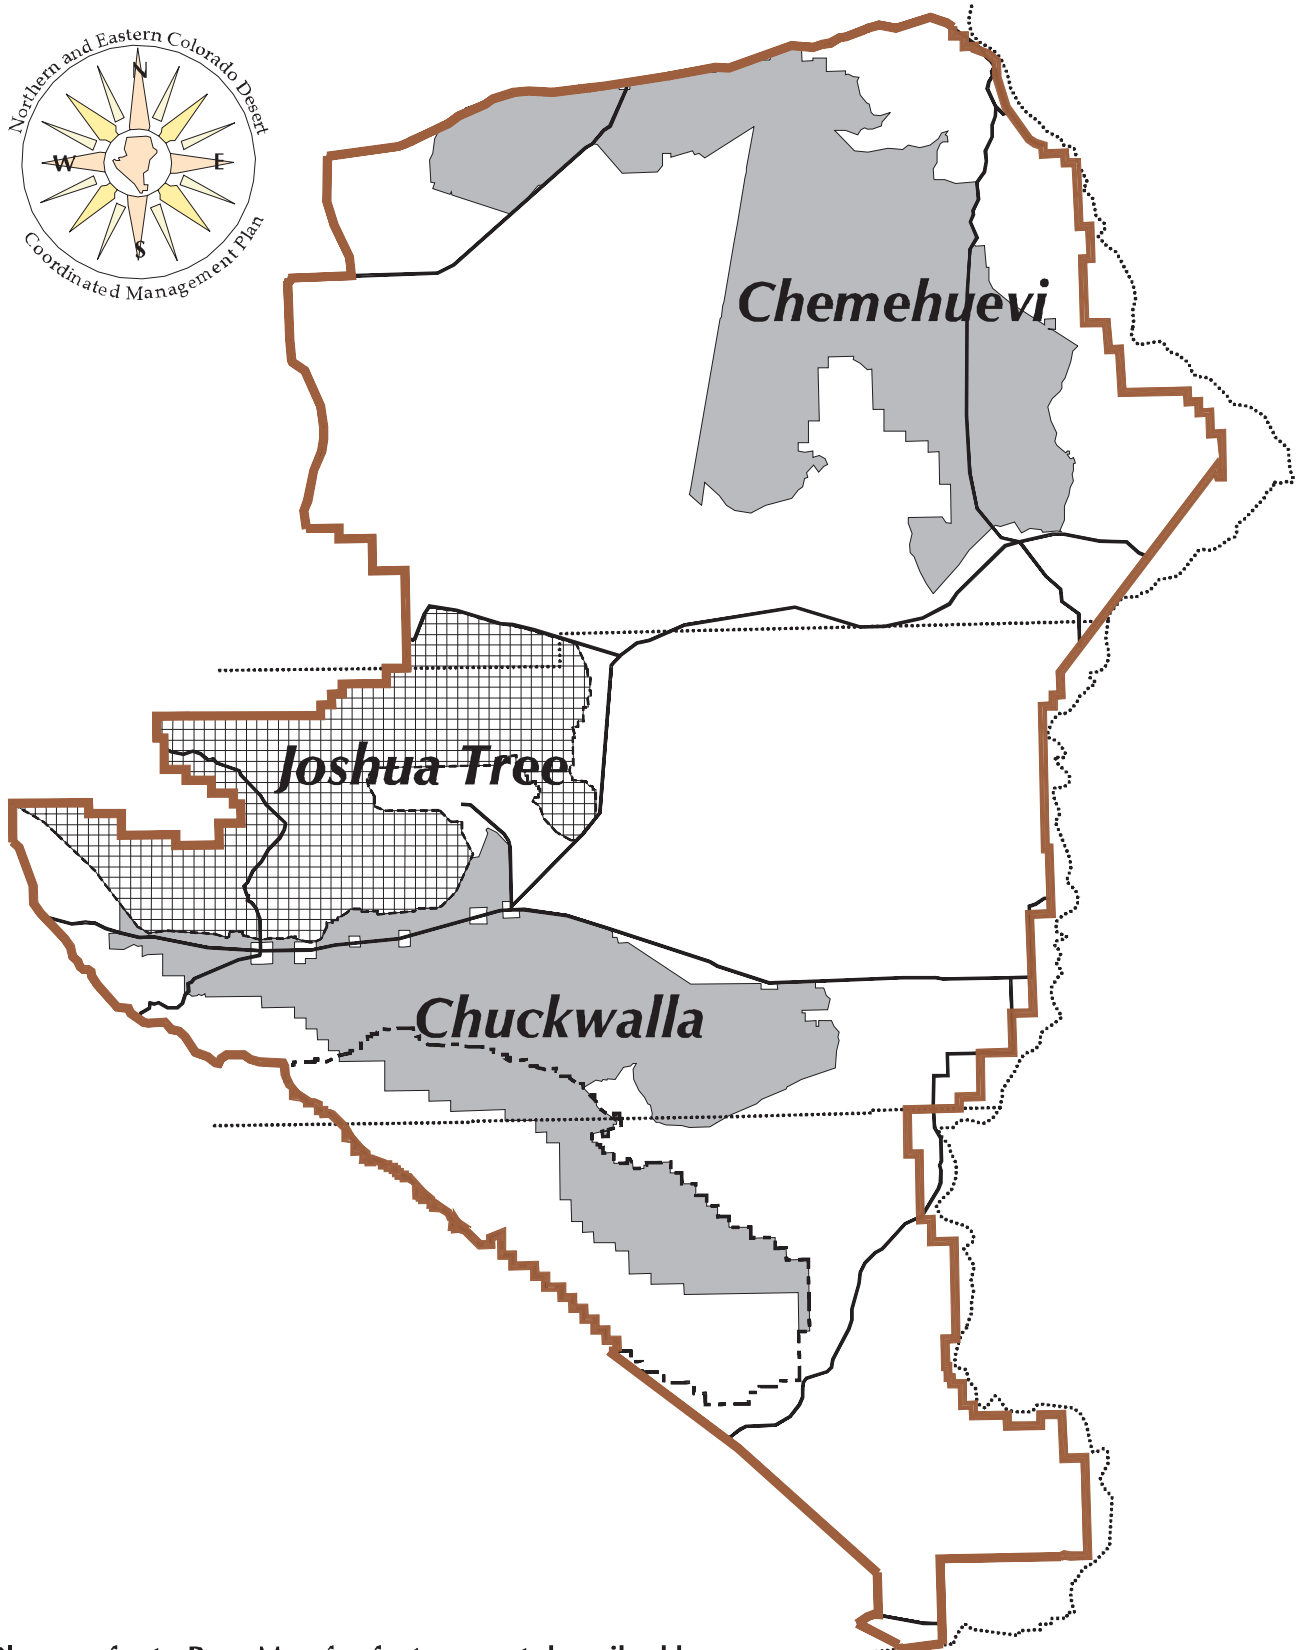 Northern and Eastern Colorado Desert
N
W
E
S
Coordinated Management Plan
Chemehuevi
Joshua Tree
Chuckwalla